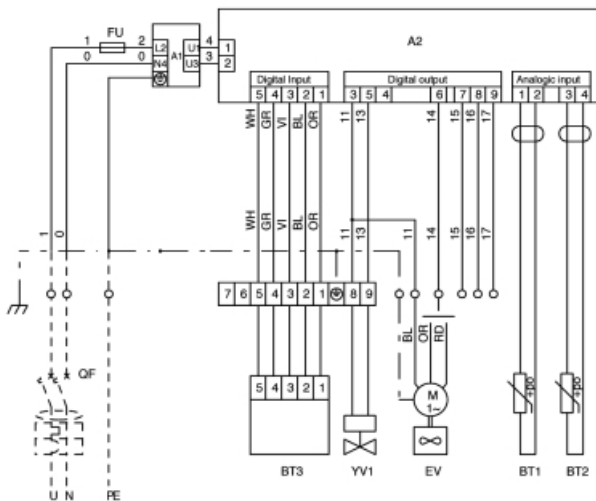 FU
1 2 L2 A1 U1 4 1
0 0 N4 U3 3 2
A2
Digital Input Digital output Analogic input
5 4 3 2 1 3 5 4 6 7 8 9 1 2 3 4
WH GR VI BL OR 11 13 14 15 16 17
WH GR VI BL OR 11 13 11 14 15 16 17
1 0
7 6 5 4 3 2 1 8 9
BL OR RD
QF
5 4 3 2 1
M
1~
+po +po
BT3 YV1 EV BT1 BT2
U N PE